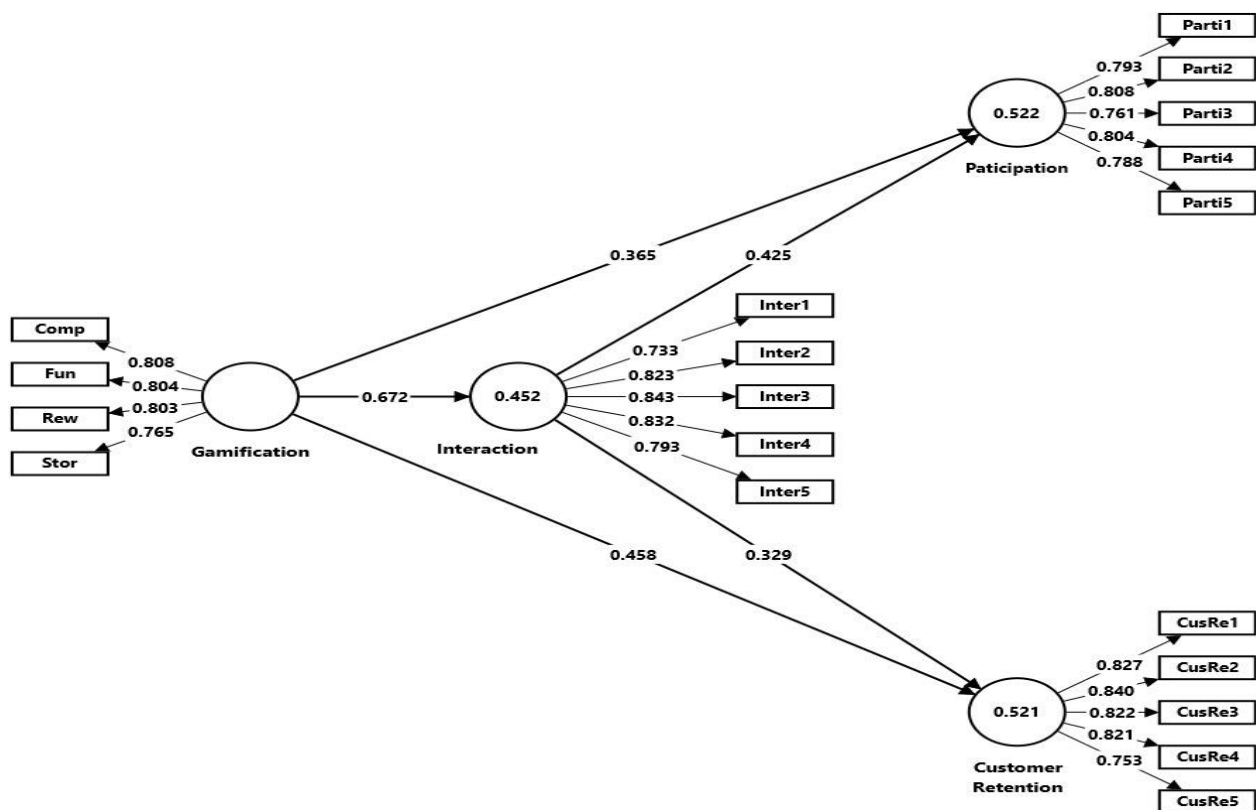 Parti1
0.793
Parti2
0.808
0.522
0.761
Parti3
0.804
Parti4
0.788
Paticipation
Parti5
0.365
0.425
Inter1
Comp
0.733
Inter2
0.808
0.823
Fun
0.804
0.672
0.452
0.843
Inter3
0.803
Rew
0.832
Inter4
0.765
Gamification
Interaction
0.793
Stor
Inter5
0.458
0.329
CusRe1
0.827
CusRe2
0.840
0.521
0.822
CusRe3
0.821
CusRe4
0.753
Customer
Retention
CusRe5